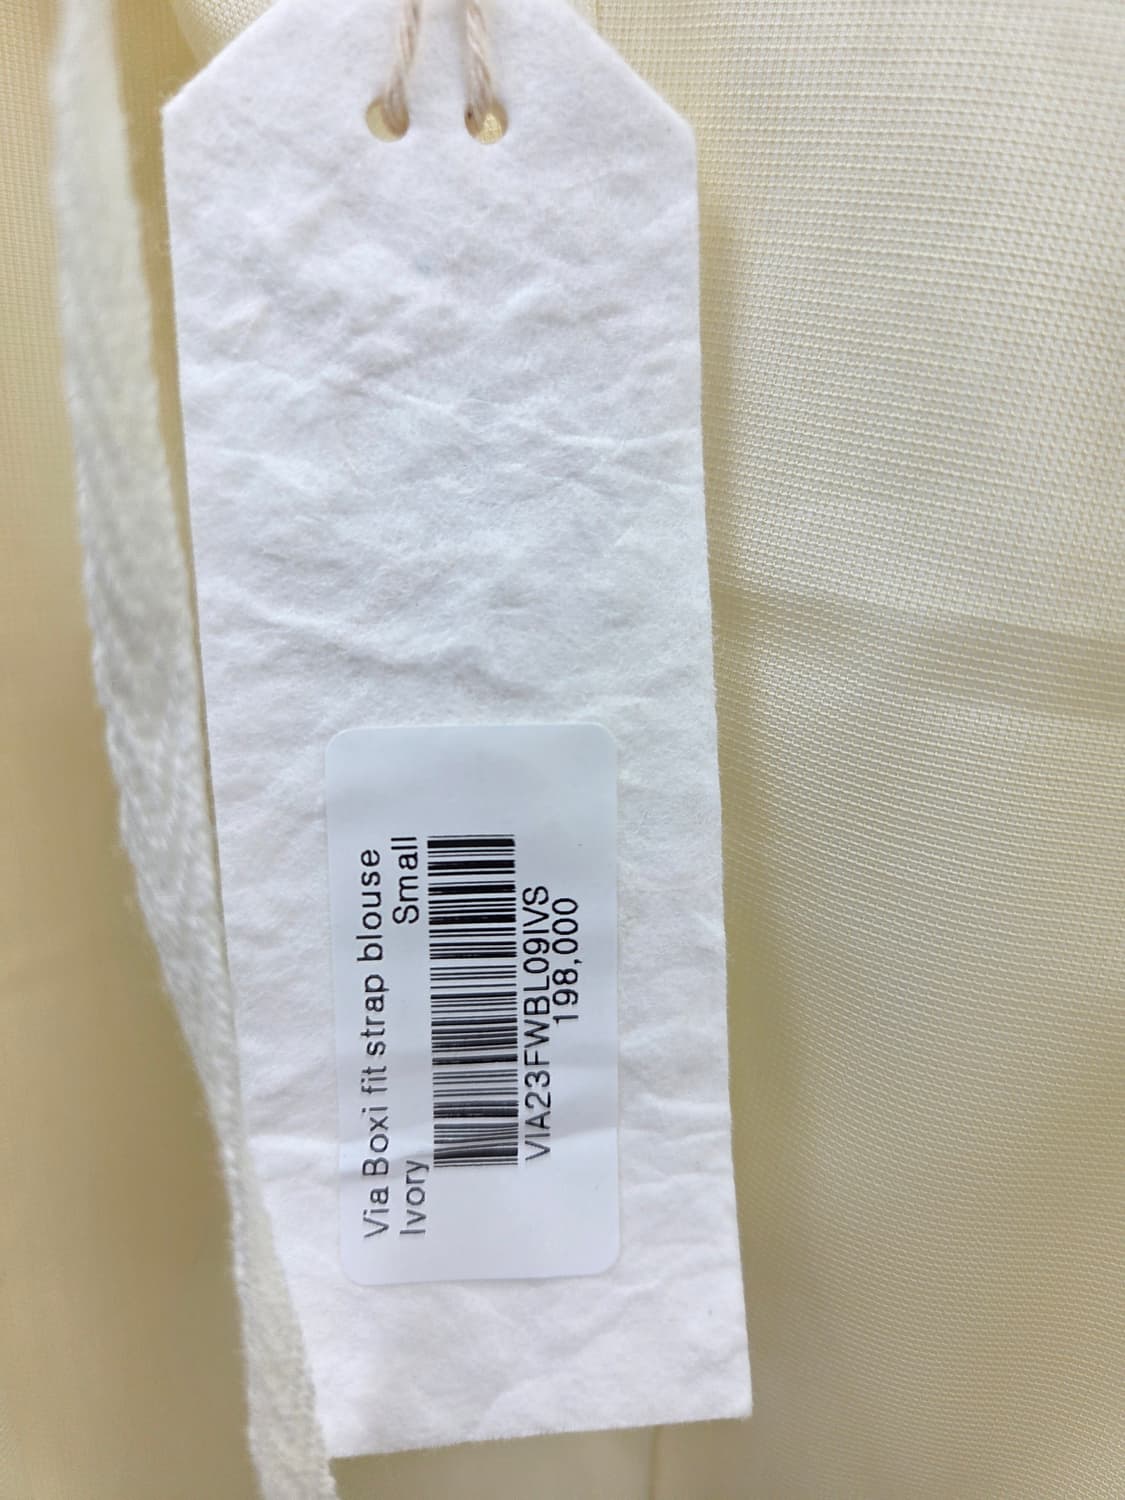 Via Boxi fit strap blouse
Ivory Small
VIA23FWBL09IVS
198,000